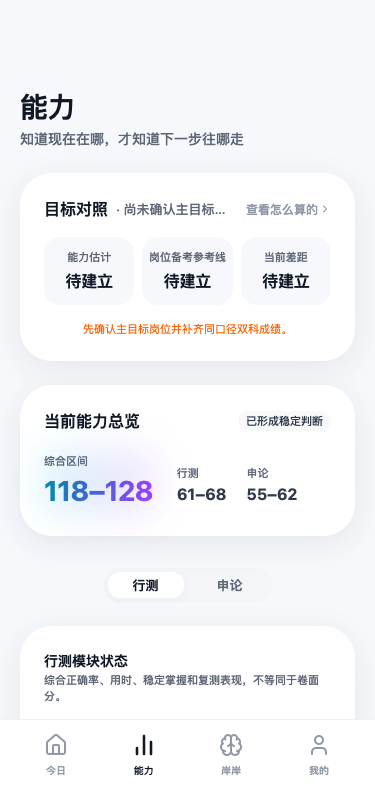 能力
知道现在在哪，才知道下一步往哪走
目标对照 · 尚未确认主目标... 查看怎么算的
能力估计 岗位备考参考线 当前差距
待建立 待建立 待建立
先确认主目标岗位并补齐同口径双科成绩。
当前能力总览 已形成稳定判断
综合区间
118–128
行测 申论
61–68 55–62
行测 申论
行测模块状态
综合正确率、用时、稳定掌握和复测表现，不等同于卷面
分。
今日 能力 岸岸 我的